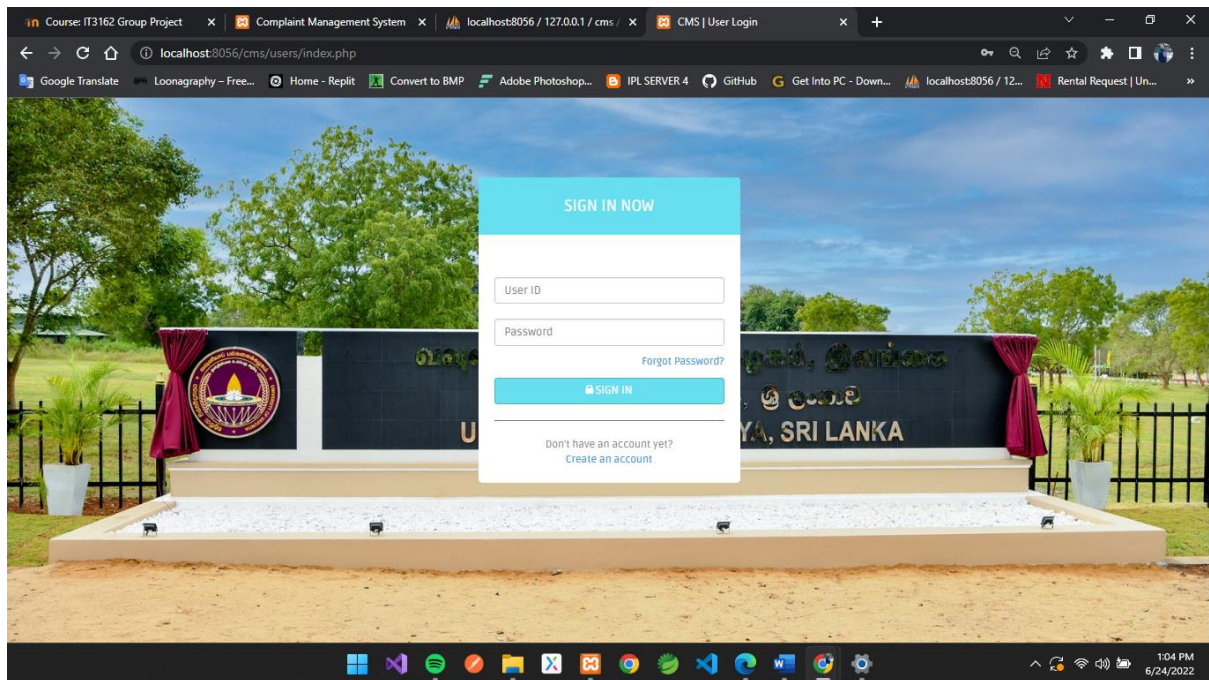 Course: IT3162 Group Project
Complaint Management System
localhost:8056 / 127.0.0.1 / cms /
CMS | User Login
localhost:8056/cms/users/index.php
Google Translate
Loonagraphy – Free...
Home - Replit
Convert to BMP
Adobe Photoshop...
IPL SERVER 4
GitHub
Get Into PC - Down...
localhost:8056 / 12...
Rental Request | Un...
»
SIGN IN NOW
User ID
Password
Forgot Password?
SIGN IN
Don't have an account yet?
Create an account
இலங்கை
ශ්‍රී ලංකාව
U
YA, SRI LANKA
1:04 PM
6/24/2022